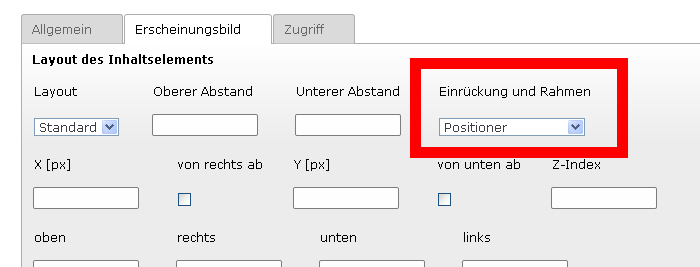 Allgemein Erscheinungsbild Zugriff
Layout des Inhaltselements
Layout Oberer Abstand Unterer Abstand Einrückung und Rahmen
Standard Positioner
X [px] von rechts ab Y [px] von unten ab Z-Index
oben rechts unten links